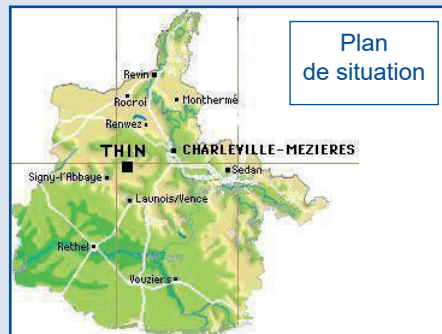 Plan
de situation
Revin
Rocroi
Monthermé
Renwez
THIN
CHARLEVILLE-MEZIERES
Signy-l'Abbaye
Sedan
Launois/Vence
Rethel
Vouziers